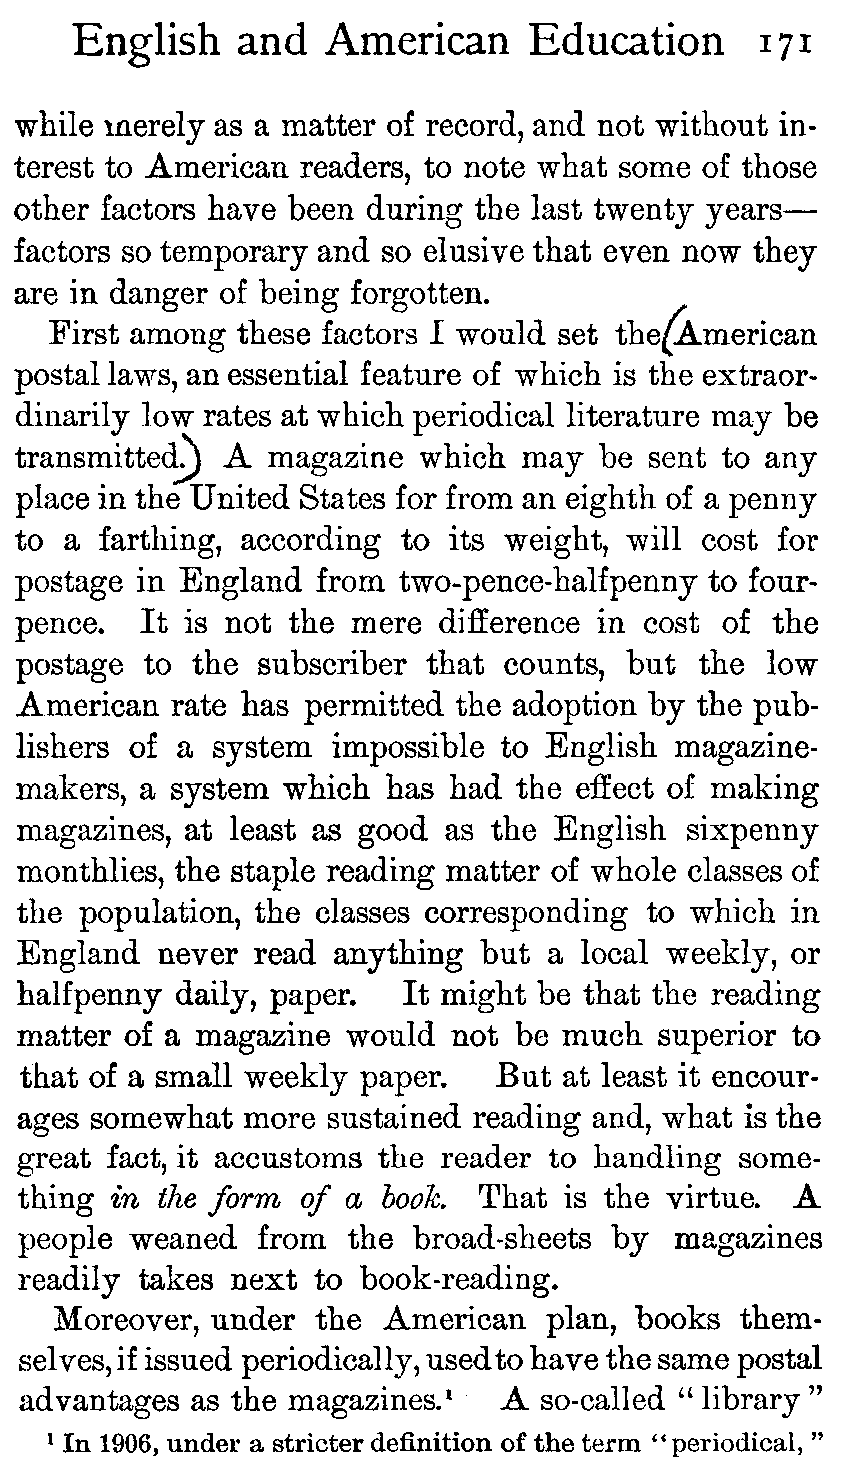 English and American Education 171
while merely as a matter of record, and not without in-
terest to American readers, to note what some of those
other factors have been during the last twenty years—
factors so temporary and so elusive that even now they
are in danger of being forgotten.
First among these factors I would set the (American
postal laws, an essential feature of which is the extraor-
dinarily low rates at which periodical literature may be
transmitted.) A magazine which may be sent to any
place in the United States for from an eighth of a penny
to a farthing, according to its weight, will cost for
postage in England from two-pence-halfpenny to four-
pence. It is not the mere difference in cost of the
postage to the subscriber that counts, but the low
American rate has permitted the adoption by the pub-
lishers of a system impossible to English magazine-
makers, a system which has had the effect of making
magazines, at least as good as the English sixpenny
monthlies, the staple reading matter of whole classes of
the population, the classes corresponding to which in
England never read anything but a local weekly, or
halfpenny daily, paper. It might be that the reading
matter of a magazine would not be much superior to
that of a small weekly paper. But at least it encour-
ages somewhat more sustained reading and, what is the
great fact, it accustoms the reader to handling some-
thing in the form of a book. That is the virtue. A
people weaned from the broad-sheets by magazines
readily takes next to book-reading.
Moreover, under the American plan, books them-
selves, if issued periodically, used to have the same postal
advantages as the magazines.¹ A so-called “library”
¹ In 1906, under a stricter definition of the term “periodical,”